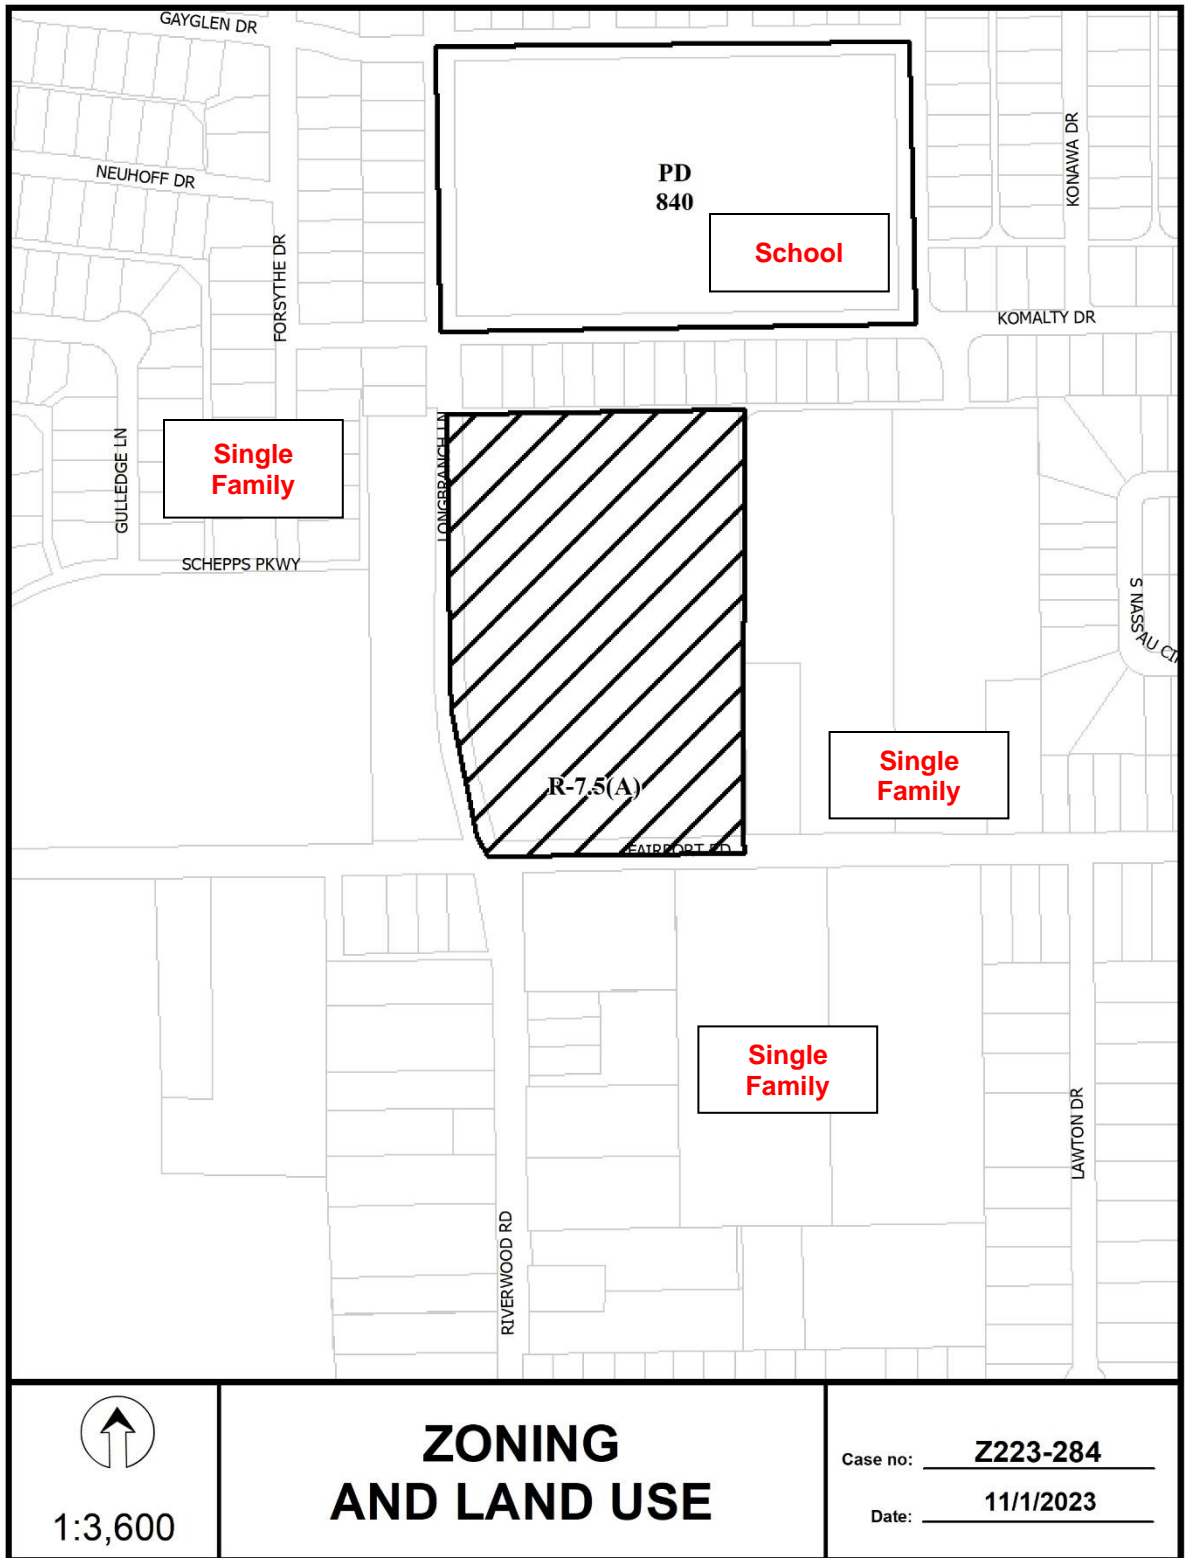 GAYGLEN DR
NEUHOFF DR
FORSYTHE DR
PD
840
School
KONAWA DR
KOMALTY DR
GULLEDGE LN
Single
Family
LONGBRANCH LN
SCHEPPS PKWY
S NASSAU CIR
R-7.5(A)
Single
Family
FAIRPORT RD
Single
Family
LAWTON DR
RIVERWOOD RD
1:3,600
ZONING
AND LAND USE
Case no: Z223-284
Date: 11/1/2023